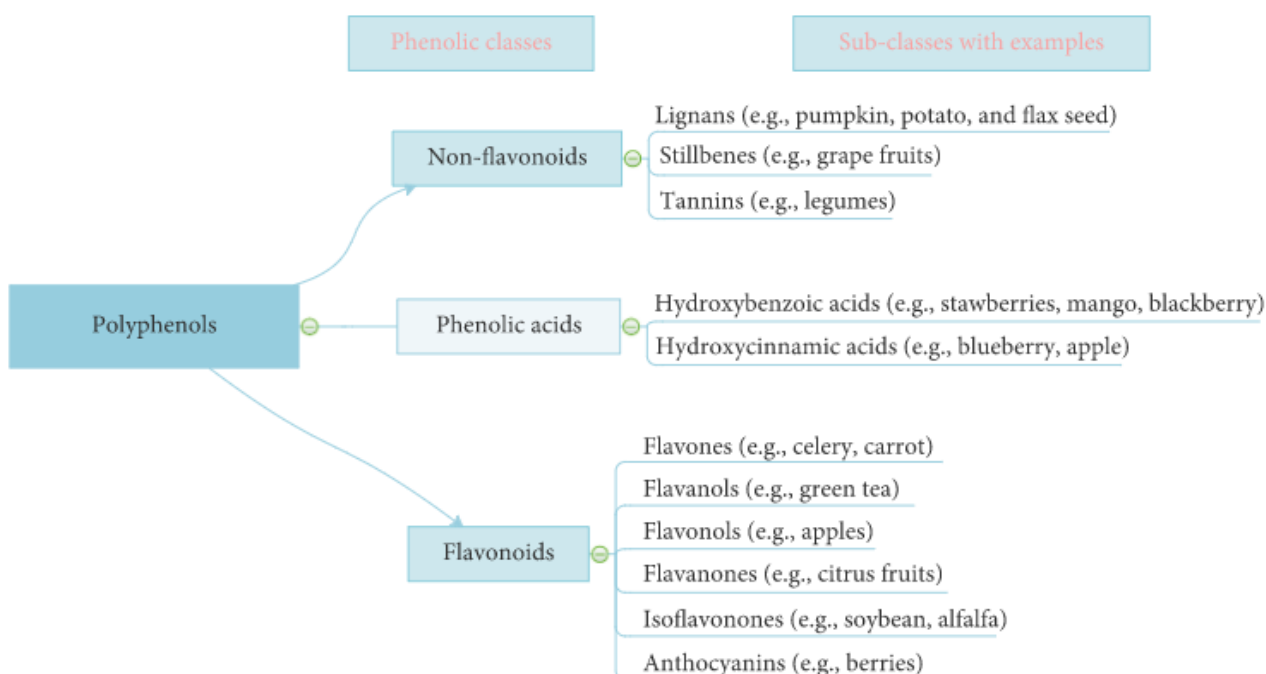 Phenolic classes
Sub-classes with examples
Non-flavonoids
Lignans (e.g., pumpkin, potato, and flax seed)
Stillbenes (e.g., grape fruits)
Tannins (e.g., legumes)
Polyphenols
Phenolic acids
Hydroxybenzoic acids (e.g., stawberries, mango, blackberry)
Hydroxycinnamic acids (e.g., blueberry, apple)
Flavonoids
Flavones (e.g., celery, carrot)
Flavanols (e.g., green tea)
Flavonols (e.g., apples)
Flavanones (e.g., citrus fruits)
Isoflavonones (e.g., soybean, alfalfa)
Anthocyanins (e.g., berries)